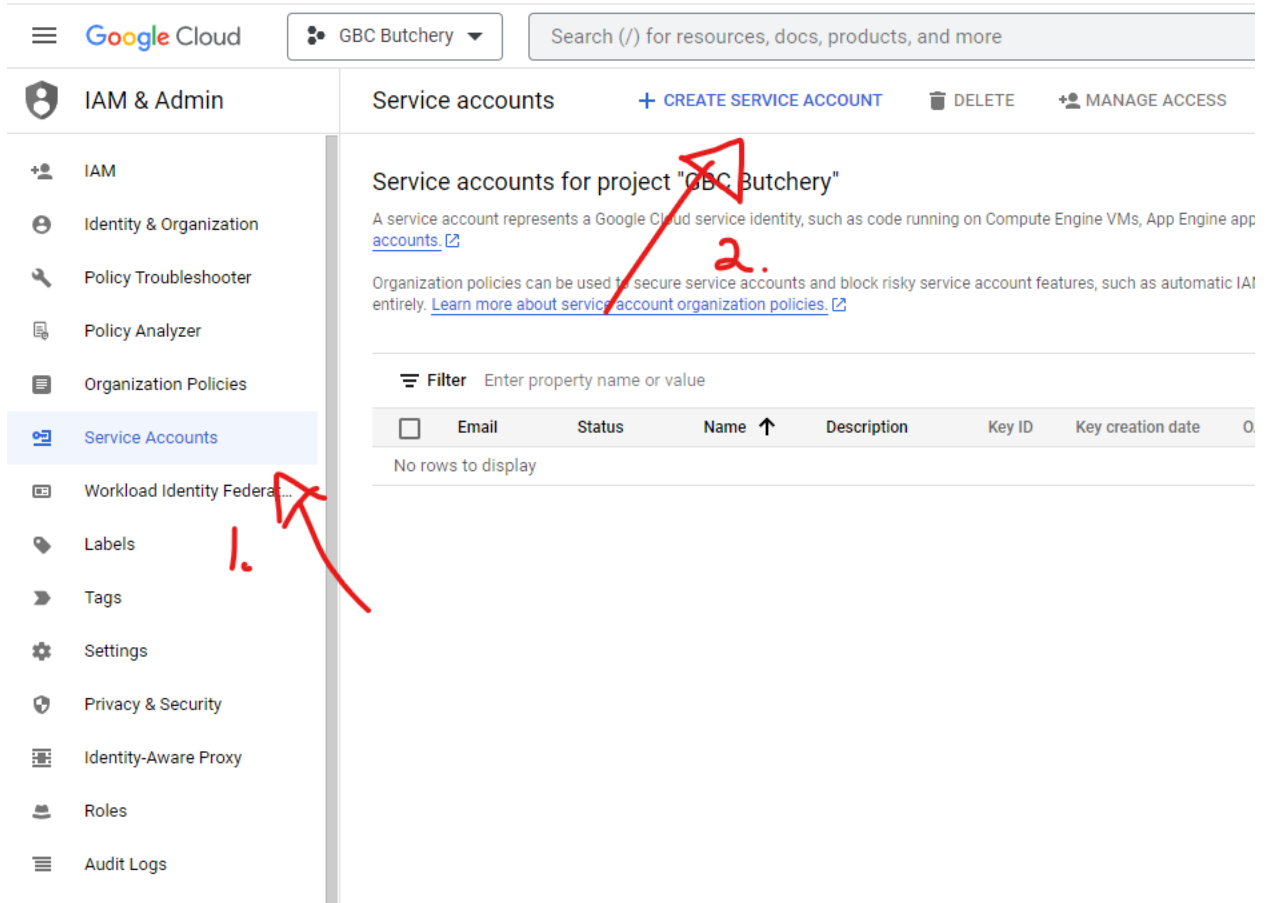 Google Cloud
GBC Butchery
Search (/) for resources, docs, products, and more
IAM & Admin
Service accounts
+ CREATE SERVICE ACCOUNT
DELETE
MANAGE ACCESS
IAM
Identity & Organization
Policy Troubleshooter
Policy Analyzer
Organization Policies
Service Accounts
Workload Identity Federat...
Labels
Tags
Settings
Privacy & Security
Identity-Aware Proxy
Roles
Audit Logs
1.
Service accounts for project "GBC Butchery"
A service account represents a Google Cloud service identity, such as code running on Compute Engine VMs, App Engine app
accounts.
2.
Organization policies can be used to secure service accounts and block risky service account features, such as automatic IAM
entirely. Learn more about service account organization policies.
Filter Enter property name or value
Email Status Name Description Key ID Key creation date
No rows to display